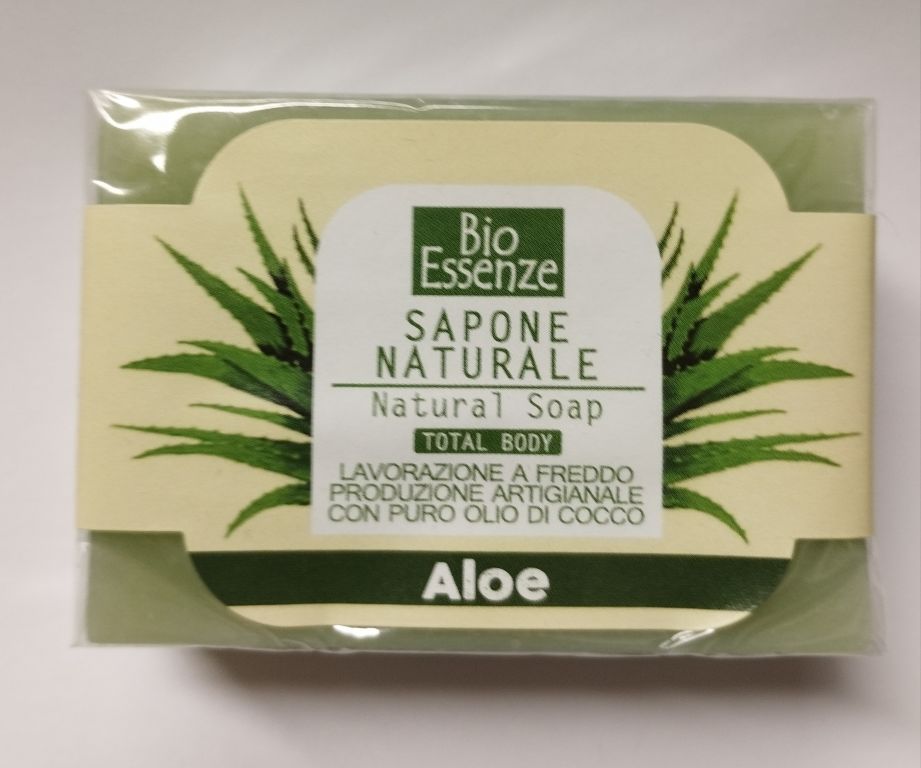 Bio
Essenze
SAPONE
NATURALE
Natural Soap
TOTAL BODY
LAVORAZIONE A FREDDO
PRODUZIONE ARTIGIANALE
CON PURO OLIO DI COCCO
Aloe